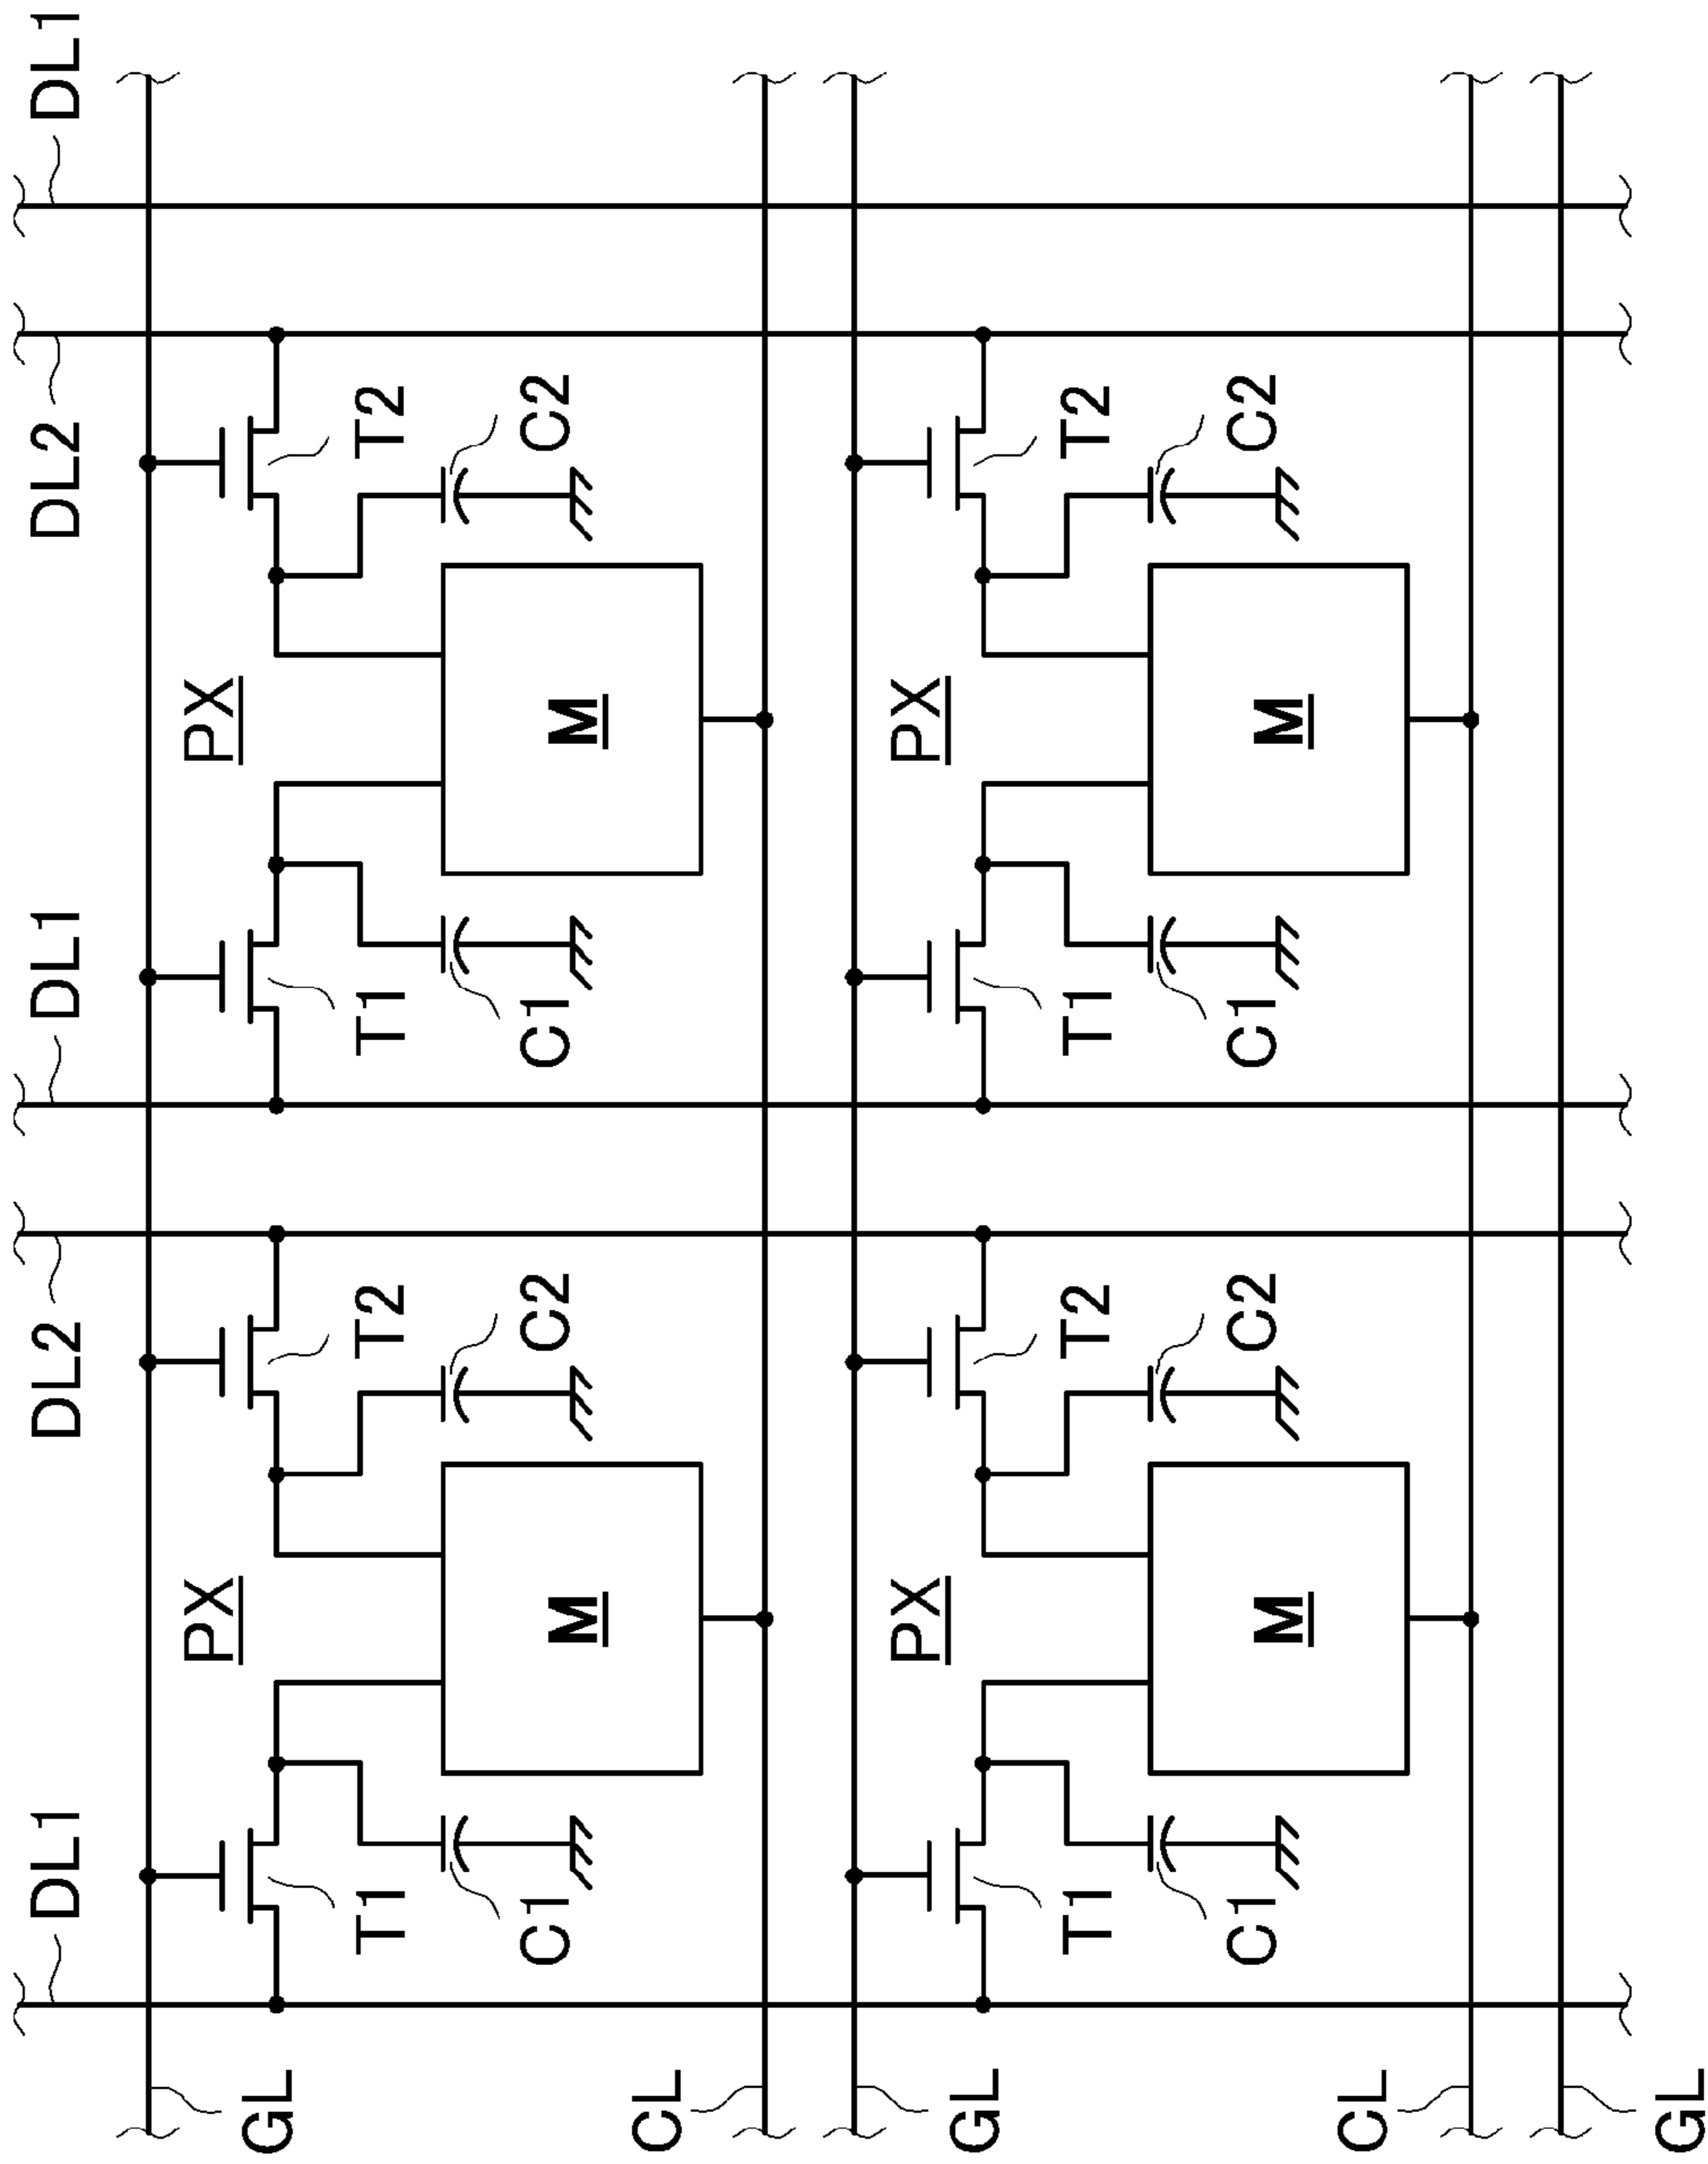 DL1 DL2 DL1 DL2 DL1
PX PX
GL
T1 T2 T1 T2
C1 M C2 C1 M C2
CL
PX PX
GL
T1 T2 T1 T2
C1 M C2 C1 M C2
CL
GL